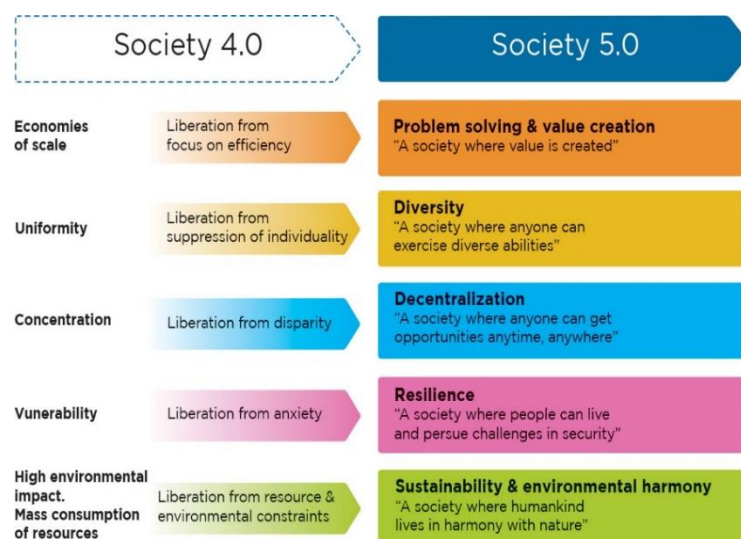 Society 4.0
Society 5.0
Economies
of scale
Liberation from
focus on efficiency
Problem solving & value creation
“A society where value is created”
Uniformity
Liberation from
suppression of individuality
Diversity
“A society where anyone can
exercise diverse abilities”
Concentration
Liberation from disparity
Decentralization
“A society where anyone can get
opportunities anytime, anywhere”
Vunerability
Liberation from anxiety
Resilience
“A society where people can live
and persue challenges in security”
High environmental
impact.
Mass consumption
of resources
Liberation from resource &
environmental constraints
Sustainability & environmental harmony
“A society where humankind
lives in harmony with nature”